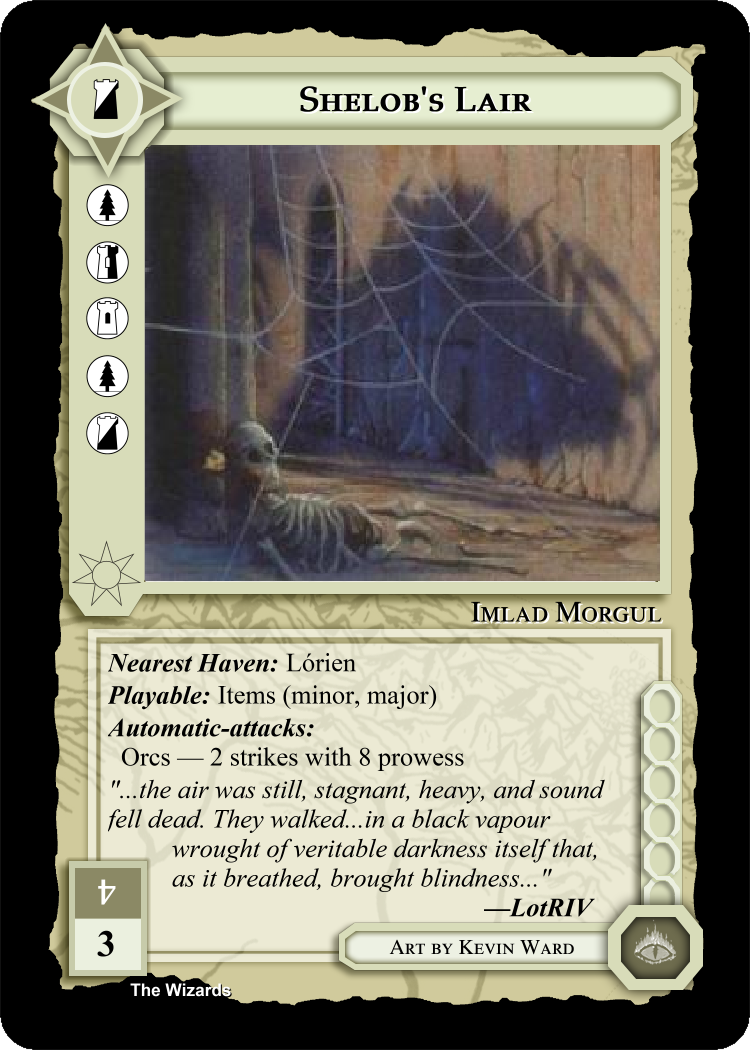 Shelob's Lair
Imlad Morgul
Nearest Haven: Lórien
Playable: Items (minor, major)
Automatic-attacks:
Orcs — 2 strikes with 8 prowess
"...the air was still, stagnant, heavy, and sound
fell dead. They walked...in a black vapour
wrought of veritable darkness itself that,
as it breathed, brought blindness..."
—LotRIV
4
3
Art by Kevin Ward
The Wizards